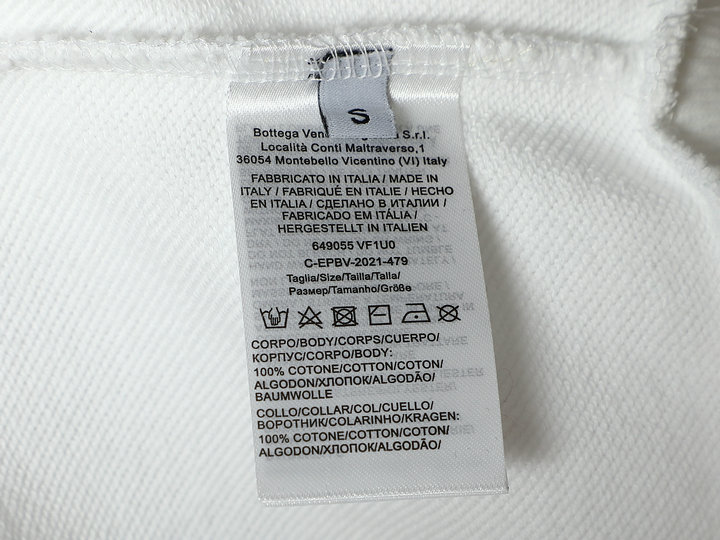 S
Bottega Ven S.r.l.
Località Conti Maltraverso,1
36054 Montebello Vicentino (VI) Italy
FABBRICATO IN ITALIA / MADE IN
ITALY / FABRIQUÉ EN ITALIE / HECHO
EN ITALIA / СДЕЛАНО В ИТАЛИИ /
FABRICADO EM ITÁLIA /
HERGESTELLT IN ITALIEN
649055 VF1U0
C-EPBV-2021-479
Taglia/Size/Tailla/Talla/
Размер/Tamanho/Größe
CORPO/BODY/CORPS/CUERPO/
КОРПУС/CORPO/BODY:
100% COTONE/COTTON/COTON/
ALGODON/ХЛОПОК/ALGODÃO/
BAUMWOLLE
COLLO/COLLAR/COL/CUELLO/
ВОРОТНИК/COLARINHO/KRAGEN:
100% COTONE/COTTON/COTON/
ALGODON/ХЛОПОК/ALGODÃO/